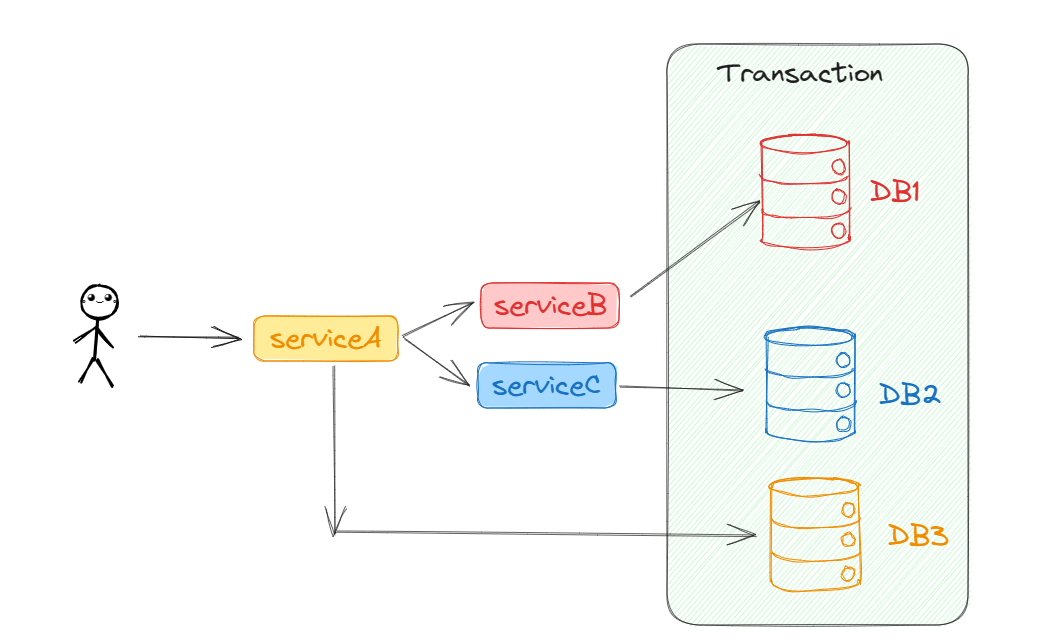 Transaction
DB1
serviceB
serviceA
serviceC
DB2
DB3